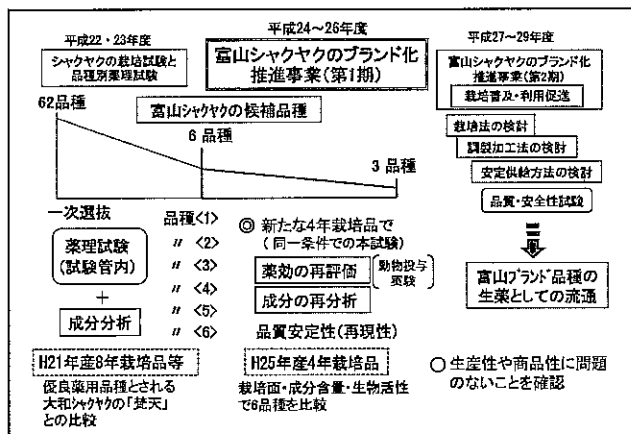 平成22・23年度
シャクヤクの栽培試験と
品種別薬理試験
平成24～26年度
富山シャクヤクのブランド化
推進事業(第1期)
平成27～29年度
富山シャクヤクのブランド化
推進事業(第2期)
栽培普及・利用促進
62品種
富山シャクヤクの候補品種
6 品種
3 品種
栽培法の検討
調製加工法の検討
安定供給方法の検討
品質・安全性試験
一次選抜
薬理試験
(試験管内)
+
成分分析
品種<1>
〃 <2>
〃 <3>
〃 <4>
〃 <5>
〃 <6>
◎ 新たな4年栽培品で
(同一条件での本試験)
薬効の再評価
動物投与
実験
成分の再分析
品質安定性(再現性)
富山ブランド品種の
生薬としての流通
H21年産8年栽培品等
優良薬用品種とされる
大和シャクヤクの「梵天」
との比較
H25年産4年栽培品
栽培面・成分含量・生物活性
で6品種を比較
○ 生産性や商品性に問題
のないことを確認